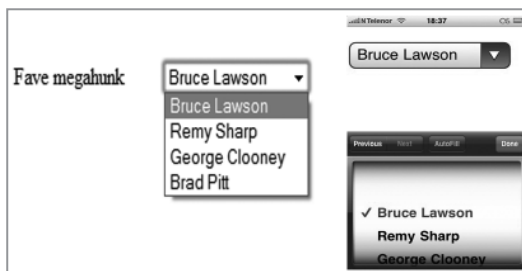 Fave megahunk
Bruce Lawson
Bruce Lawson
Remy Sharp
George Clooney
Brad Pitt
Telenor 18:37
Bruce Lawson
Previous Next AutoFill Done
✓ Bruce Lawson
Remy Sharp
George Clooney